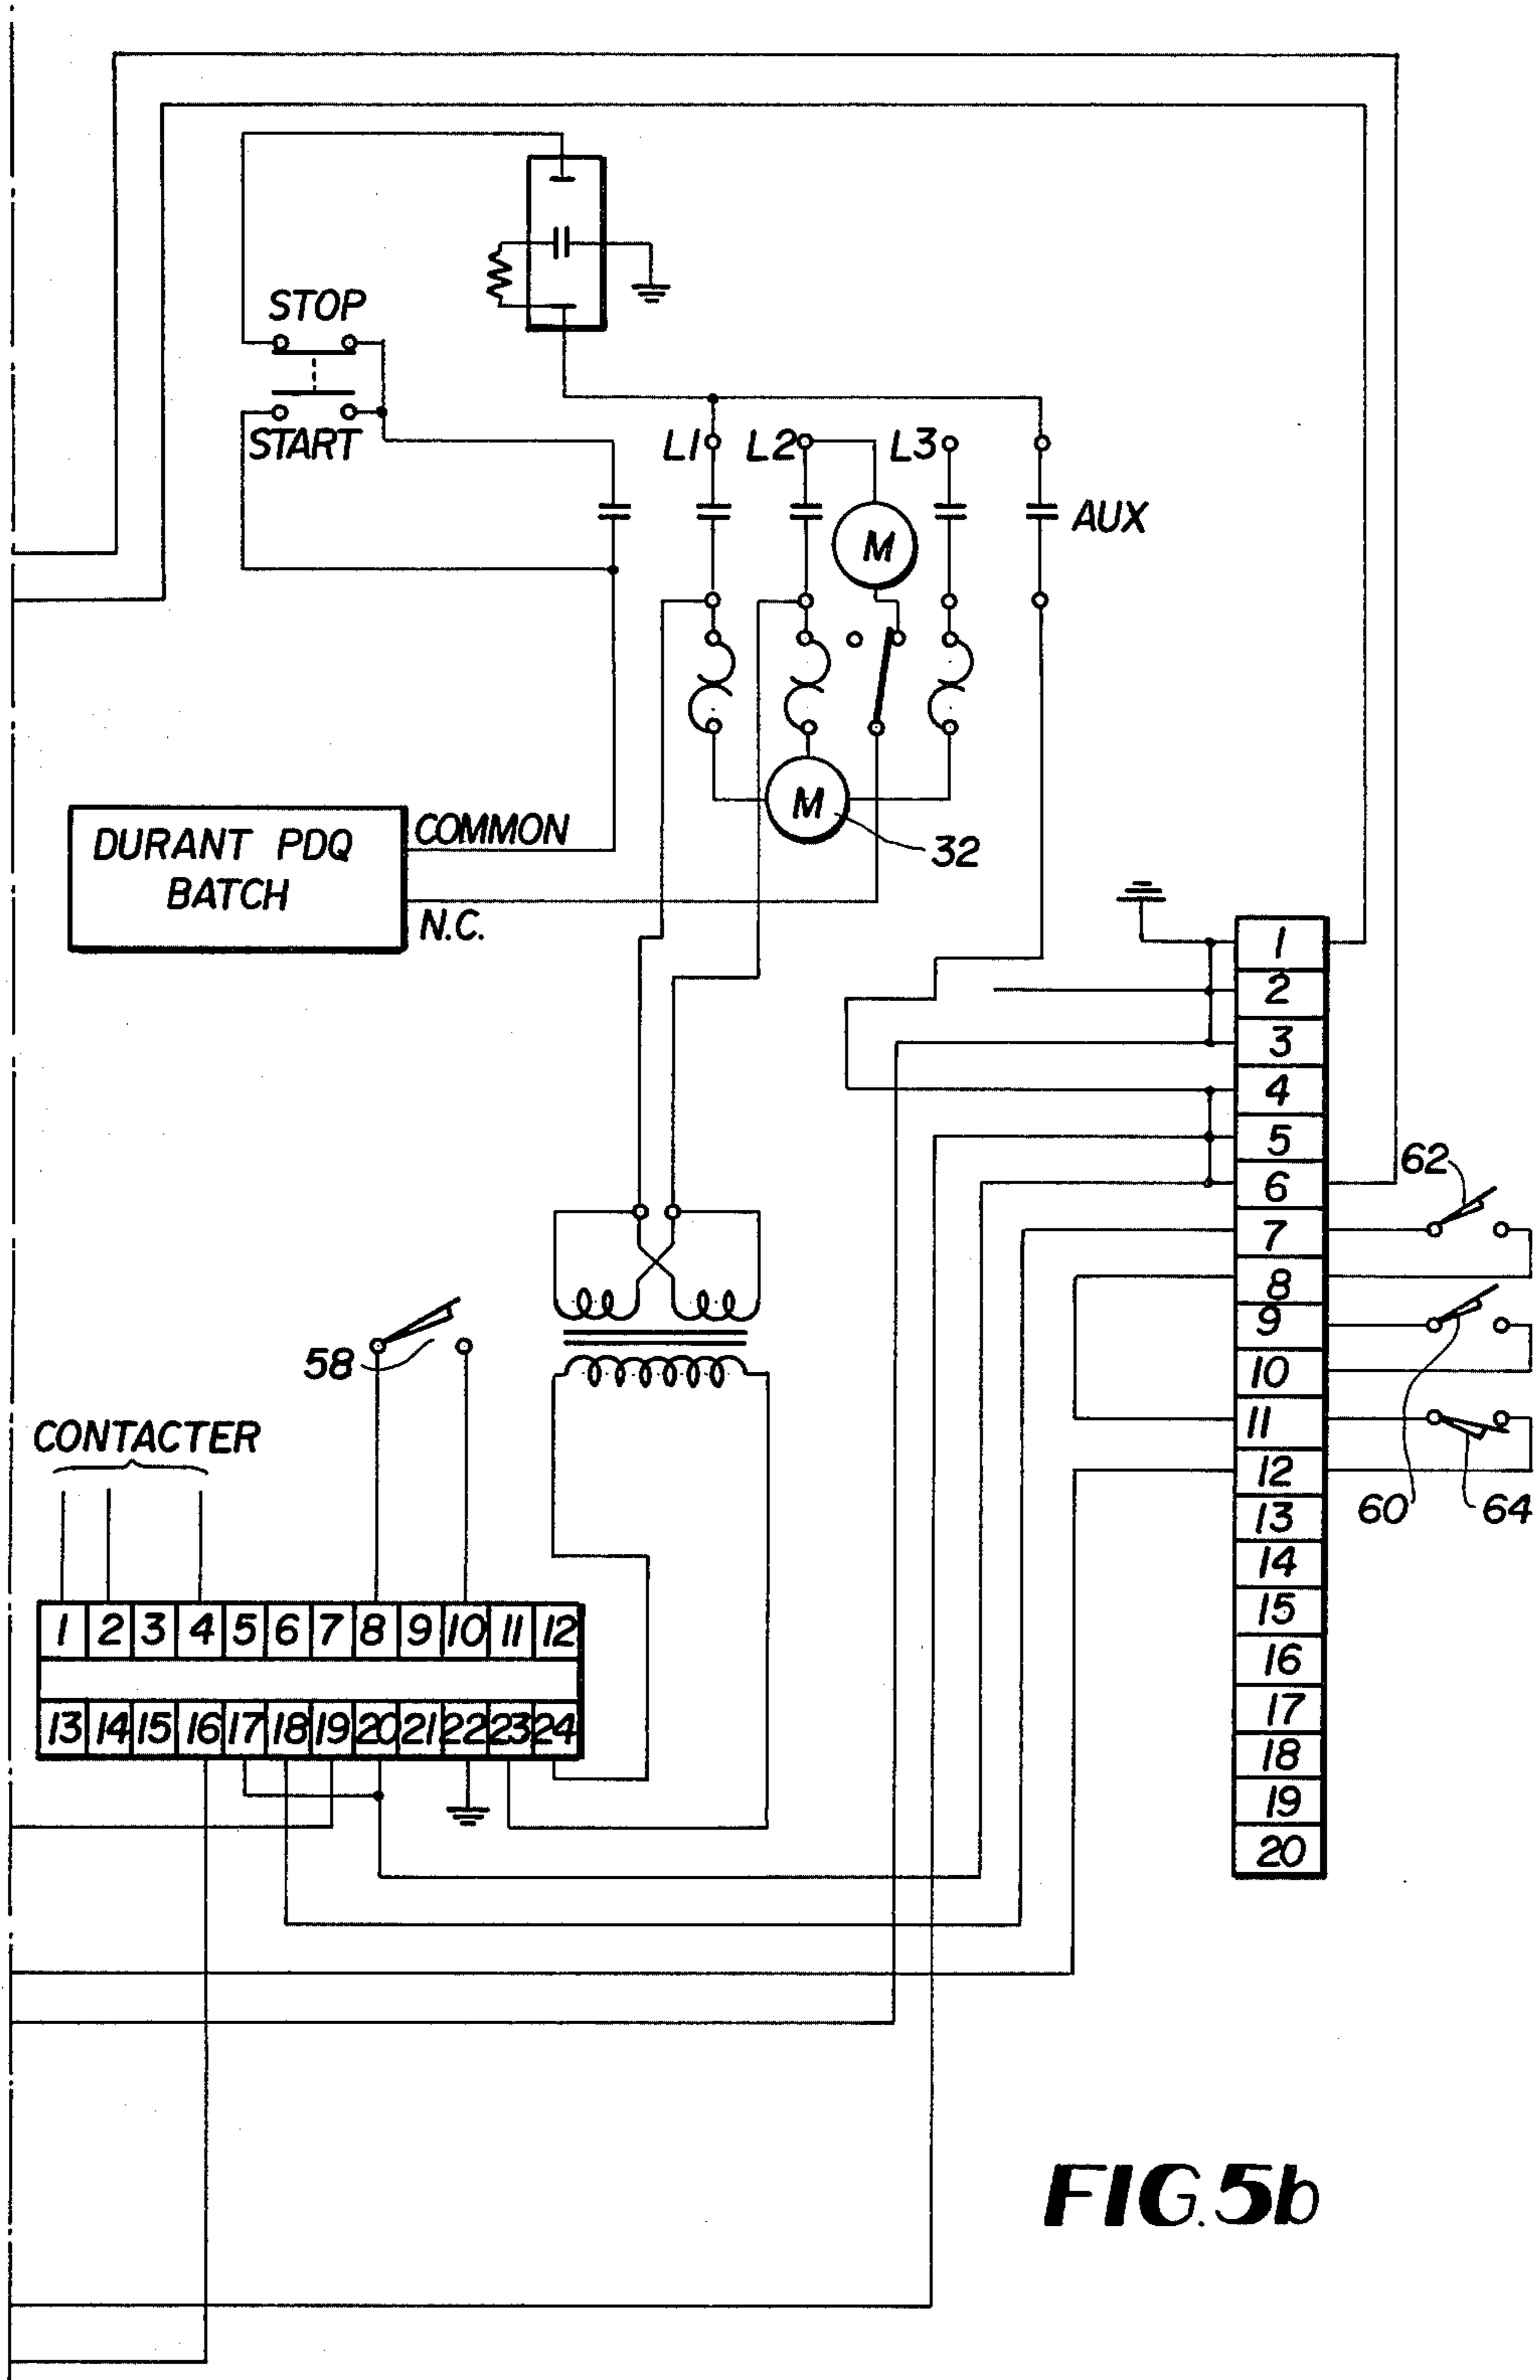 STOP
START
L1 L2 L3
AUX
M
M
32
DURANT PDQ
BATCH
COMMON
N.C.
1
2
3
4
5
6
7
8
9
10
11
12
13
14
15
16
17
18
19
20
62
60
64
58
CONTACTER
1 2 3 4 5 6 7 8 9 10 11 12
13 14 15 16 17 18 19 20 21 22 23 24
FIG. 5b